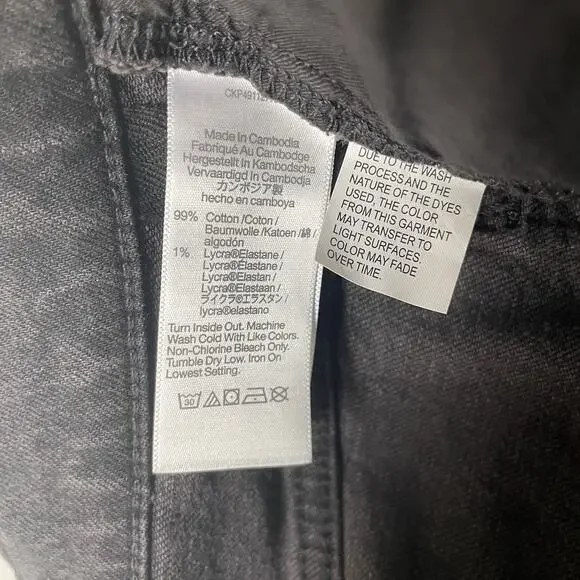 Made in Cambodia
Fabriqué Au Cambodge
Hergestellt In Kambodscha
Vervaardigd In Cambodja
カンボジア製
hecho en camboya
99% Cotton /Coton /
Baumwolle /Katoen /綿 /
algodón
1% Lycra®Elastane /
Lycra®Elastane /
Lycra®Elastan /
Lycra®Elastaan /
ライクラ®エラスタン /
lycra®elastano
Turn Inside Out. Machine
Wash Cold With Like Colors.
Non-Chlorine Bleach Only.
Tumble Dry Low. Iron On
Lowest Setting.
30
DUE TO THE WASH
PROCESS AND THE
NATURE OF THE DYES
USED, THE COLOR
FROM THIS GARMENT
MAY TRANSFER TO
LIGHT SURFACES.
COLOR MAY FADE
OVER TIME.